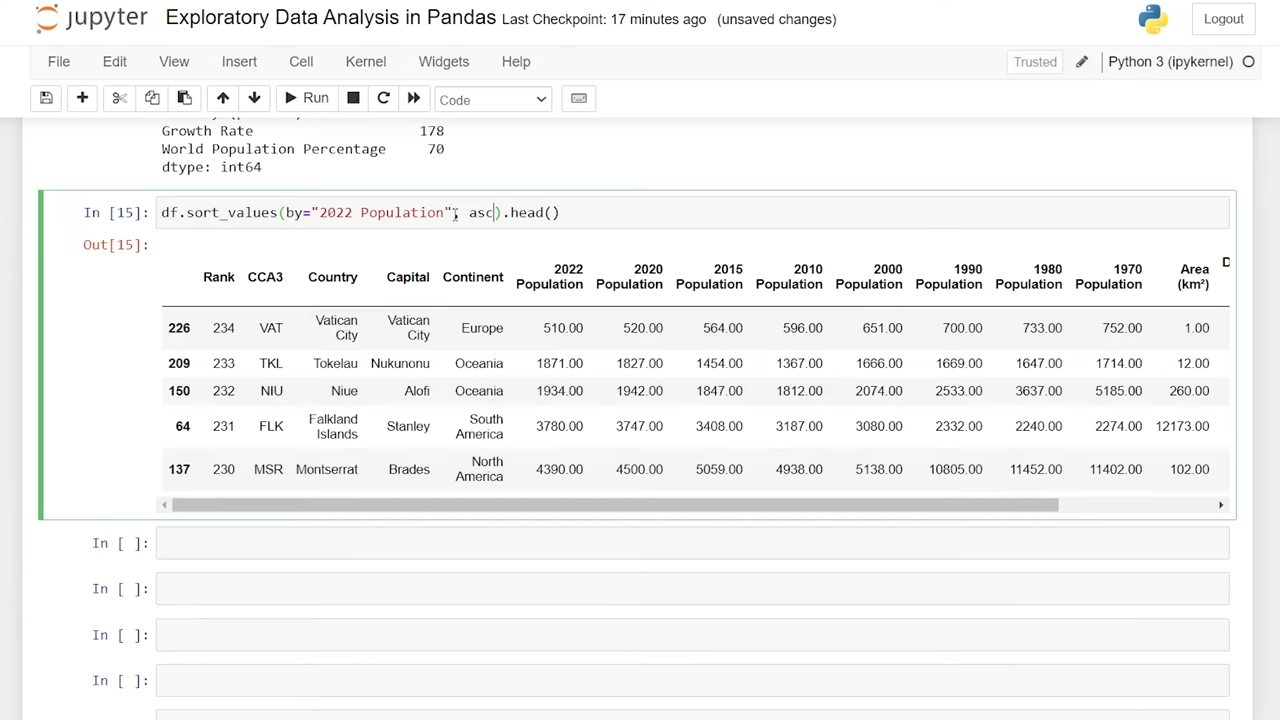 jupyter Exploratory Data Analysis in Pandas Last Checkpoint: 17 minutes ago (unsaved changes) Logout
File Edit View Insert Cell Kernel Widgets Help Trusted Python 3 (ipykernel)
Run Code
Growth Rate 178
World Population Percentage 70
dtype: int64
In [15]: df.sort_values(by="2022 Population", asc).head()
Out[15]:
Rank CCA3 Country Capital Continent 2022 Population 2020 Population 2015 Population 2010 Population 2000 Population 1990 Population 1980 Population 1970 Population Area (km²) D
226 234 VAT Vatican City Vatican City Europe 510.00 520.00 564.00 596.00 651.00 700.00 733.00 752.00 1.00
209 233 TKL Tokelau Nukunonu Oceania 1871.00 1827.00 1454.00 1367.00 1666.00 1669.00 1647.00 1714.00 12.00
150 232 NIU Niue Alofi Oceania 1934.00 1942.00 1847.00 1812.00 2074.00 2533.00 3637.00 5185.00 260.00
64 231 FLK Falkland Islands Stanley South America 3780.00 3747.00 3408.00 3187.00 3080.00 2332.00 2240.00 2274.00 12173.00
137 230 MSR Montserrat Brades North America 4390.00 4500.00 5059.00 4938.00 5138.00 10805.00 11452.00 11402.00 102.00
In [ ]:
In [ ]:
In [ ]:
In [ ]: